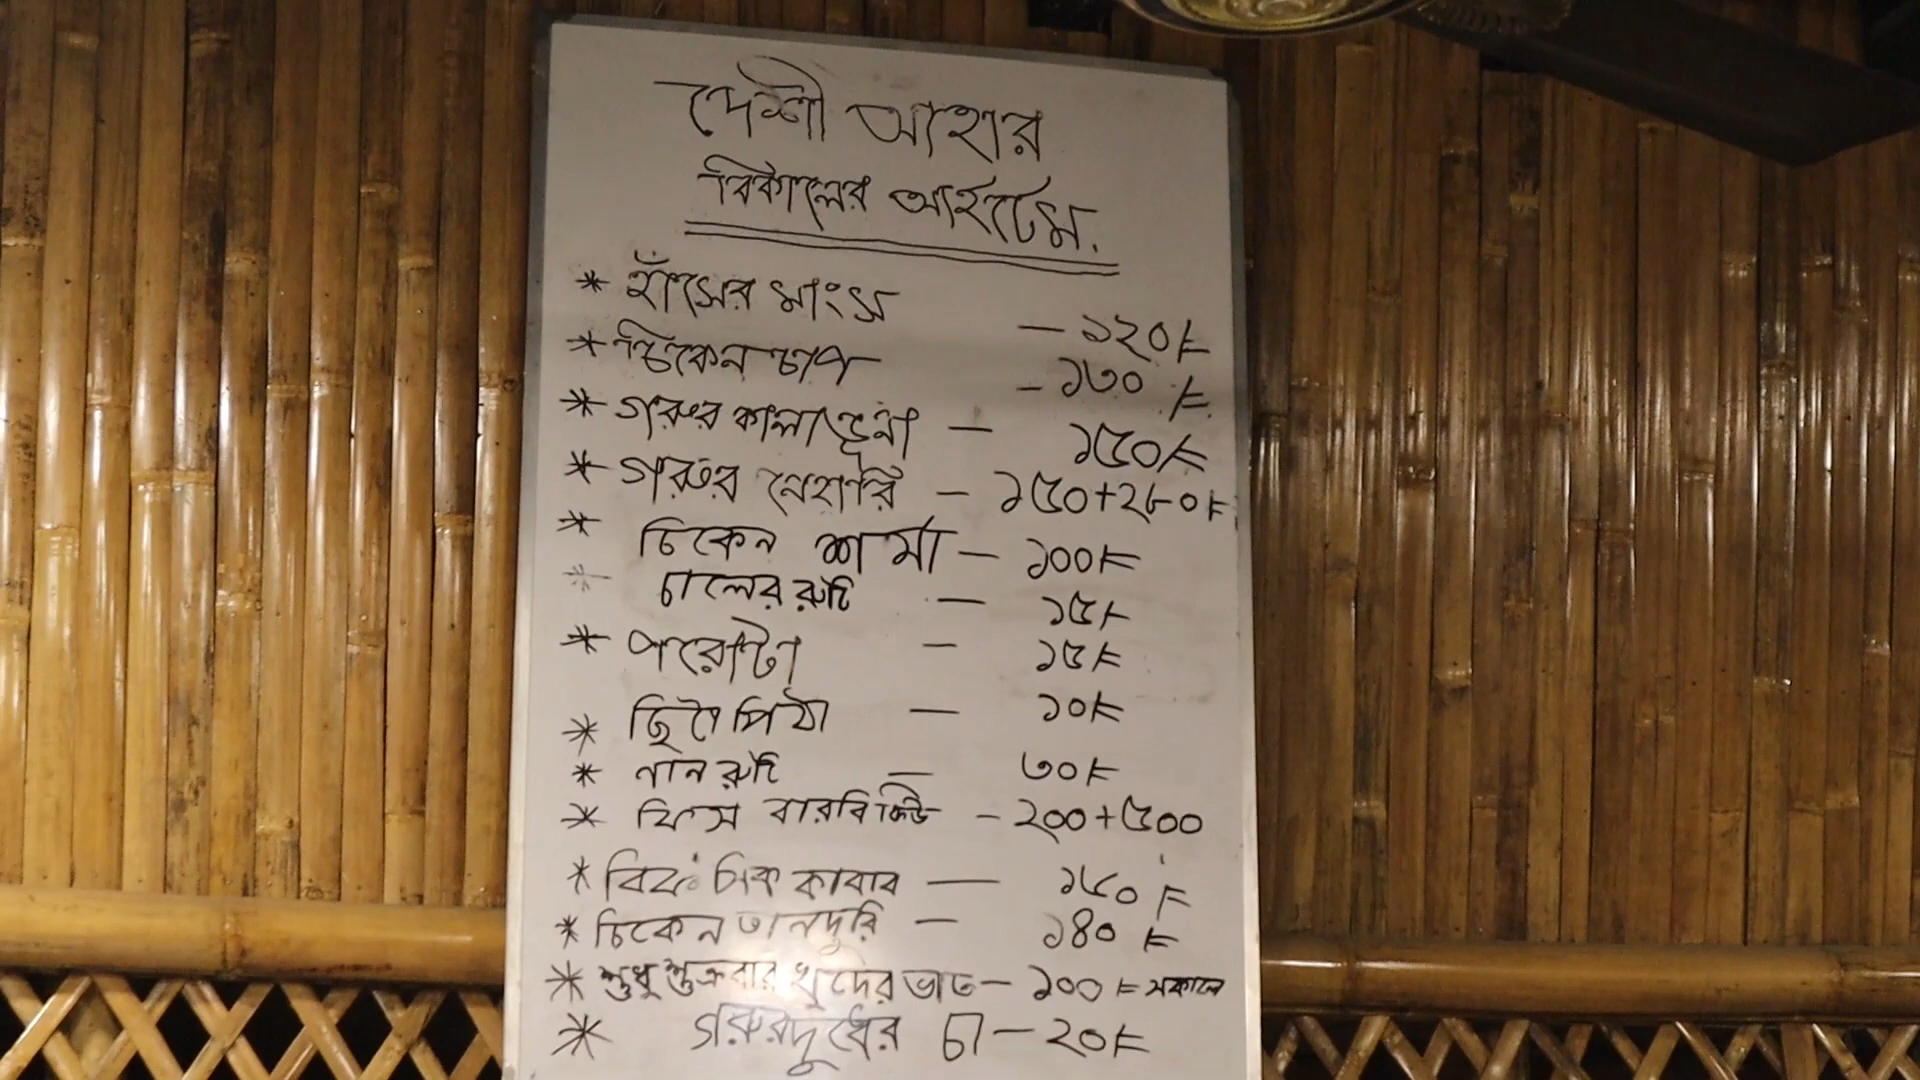 দেশী আহার
বিকালের আইটেম.
* হাঁসের মাংস — ১২০৳
* চিকেন চাপ - ১৩০ ৳
* গরুর কালাভূনা — ১৫০৳
* গরুর নেহারি — ১৫০+২৮০৳
* চিকেন শর্মা — ১০০৳
* চালের রুটি — ১৫৳
* পরোটা — ১৫৳
* ছিটা পিঠা — ১০৳
* নান রুটি — ৩০৳
* ফিস বারবিকিউ — ২০০+৫০০
* বিফ সিক কাবাব — ১৮০ ৳
* চিকেন তানদুরি — ১৪০ ৳
* শুধু শুক্রবার খুদের ভাত — ১০০ ৳ সকালে
* গরুর দুধের চা — ২০৳